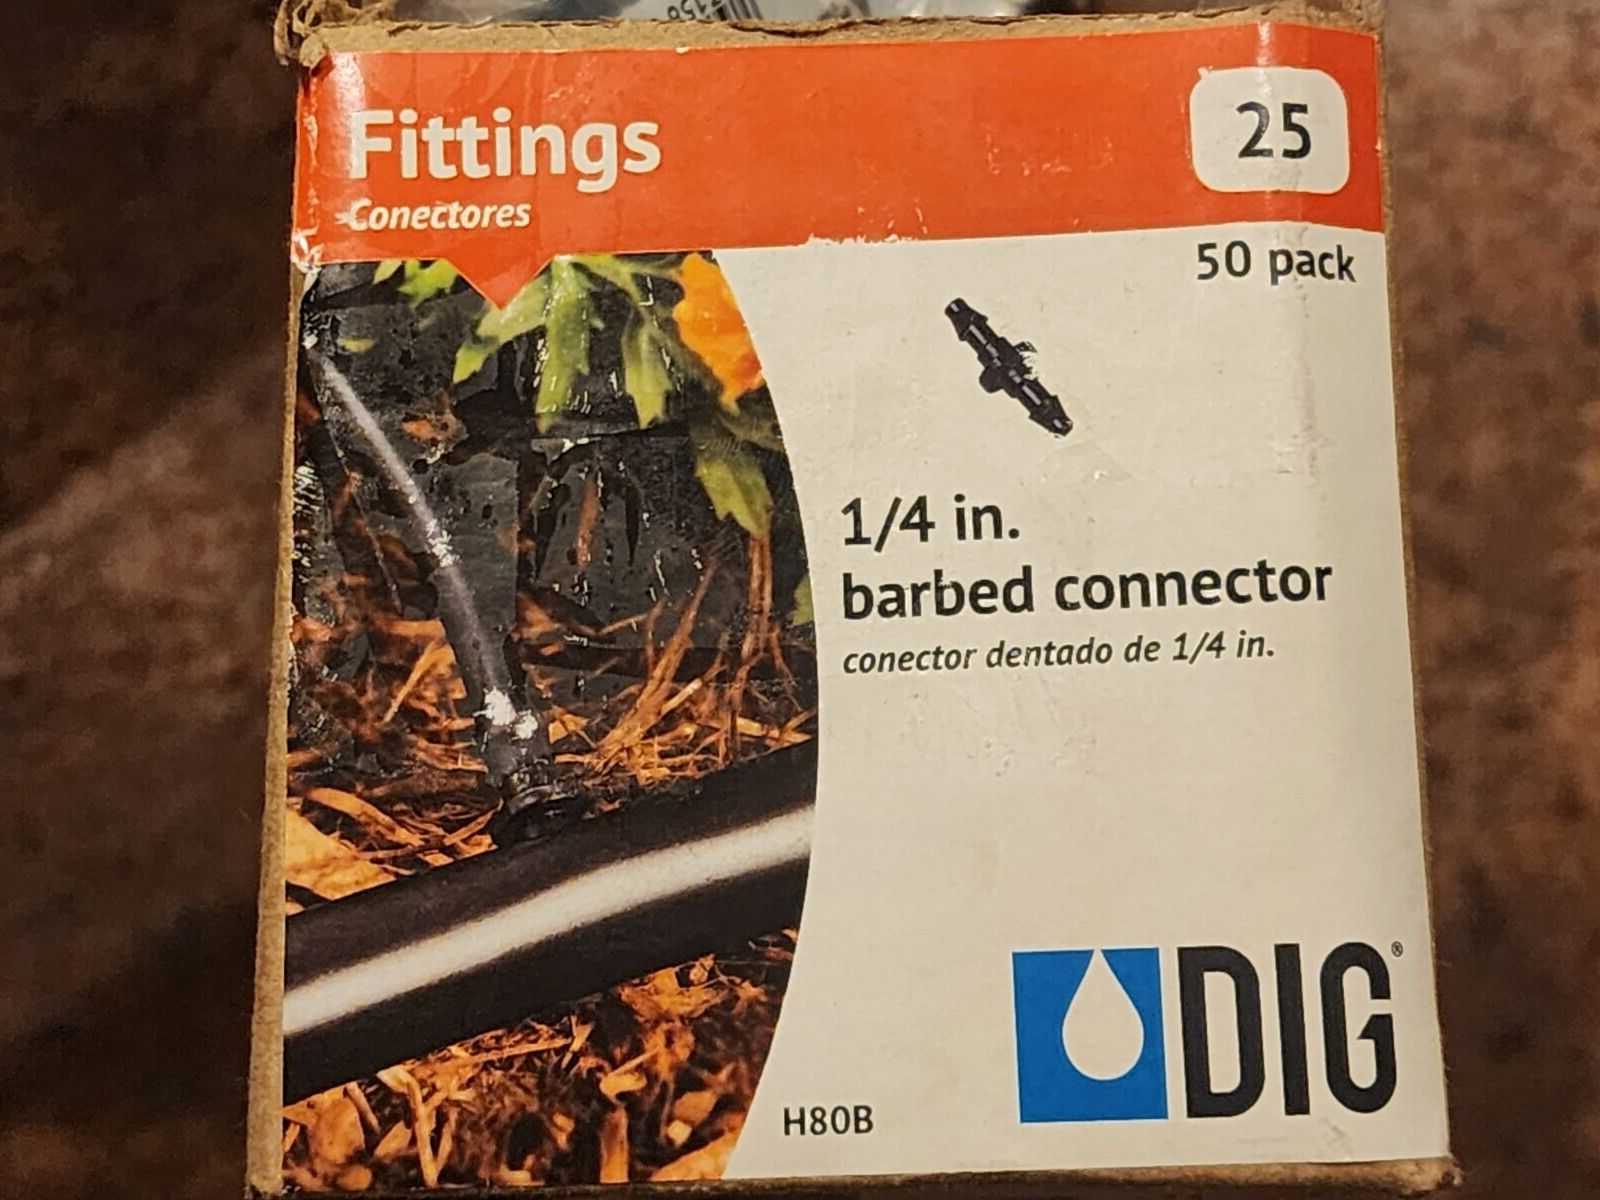 Fittings
Conectores
25
50 pack
1/4 in.
barbed connector
conector dentado de 1/4 in.
DIG®
H80B